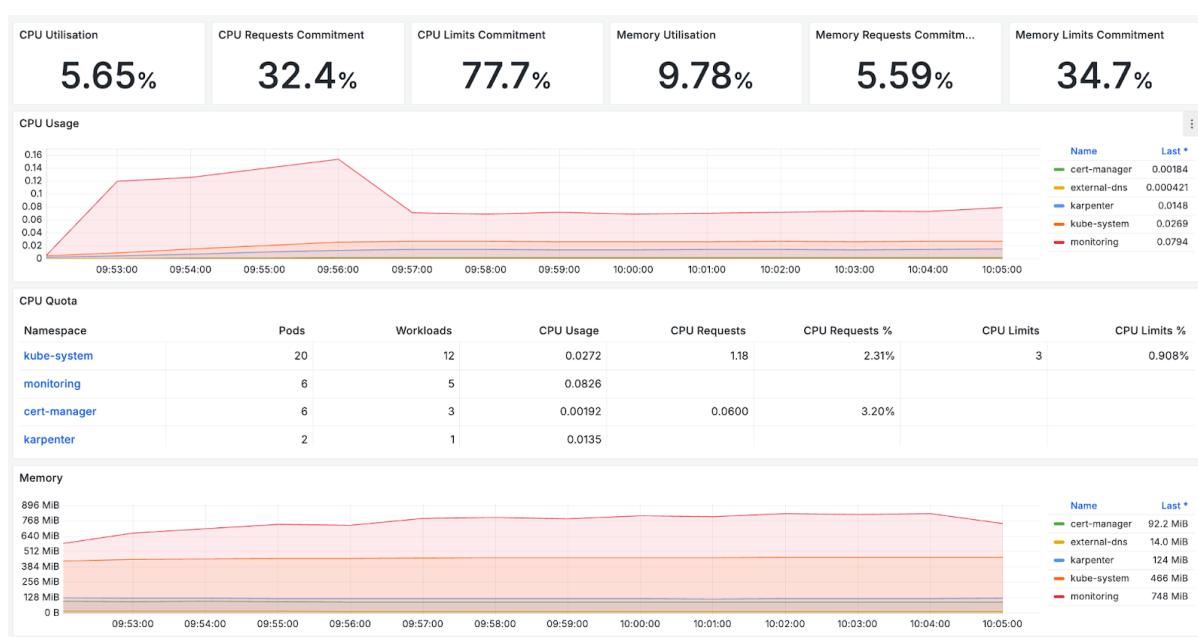 CPU Utilisation
5.65%
CPU Requests Commitment
32.4%
CPU Limits Commitment
77.7%
Memory Utilisation
9.78%
Memory Requests Commitm...
5.59%
Memory Limits Commitment
34.7%
CPU Usage
0.16
0.14
0.12
0.1
0.08
0.06
0.04
0.02
0
09:53:00 09:54:00 09:55:00 09:56:00 09:57:00 09:58:00 09:59:00 10:00:00 10:01:00 10:02:00 10:03:00 10:04:00 10:05:00
Name Last *
cert-manager 0.00184
external-dns 0.000421
karpenter 0.0148
kube-system 0.0269
monitoring 0.0794
CPU Quota
Namespace Pods Workloads CPU Usage CPU Requests CPU Requests % CPU Limits CPU Limits %
kube-system 20 12 0.0272 1.18 2.31% 3 0.908%
monitoring 6 5 0.0826
cert-manager 6 3 0.00192 0.0600 3.20%
karpenter 2 1 0.0135
Memory
896 MiB
768 MiB
640 MiB
512 MiB
384 MiB
256 MiB
128 MiB
0 B
09:53:00 09:54:00 09:55:00 09:56:00 09:57:00 09:58:00 09:59:00 10:00:00 10:01:00 10:02:00 10:03:00 10:04:00 10:05:00
Name Last *
cert-manager 92.2 MiB
external-dns 14.0 MiB
karpenter 124 MiB
kube-system 466 MiB
monitoring 748 MiB